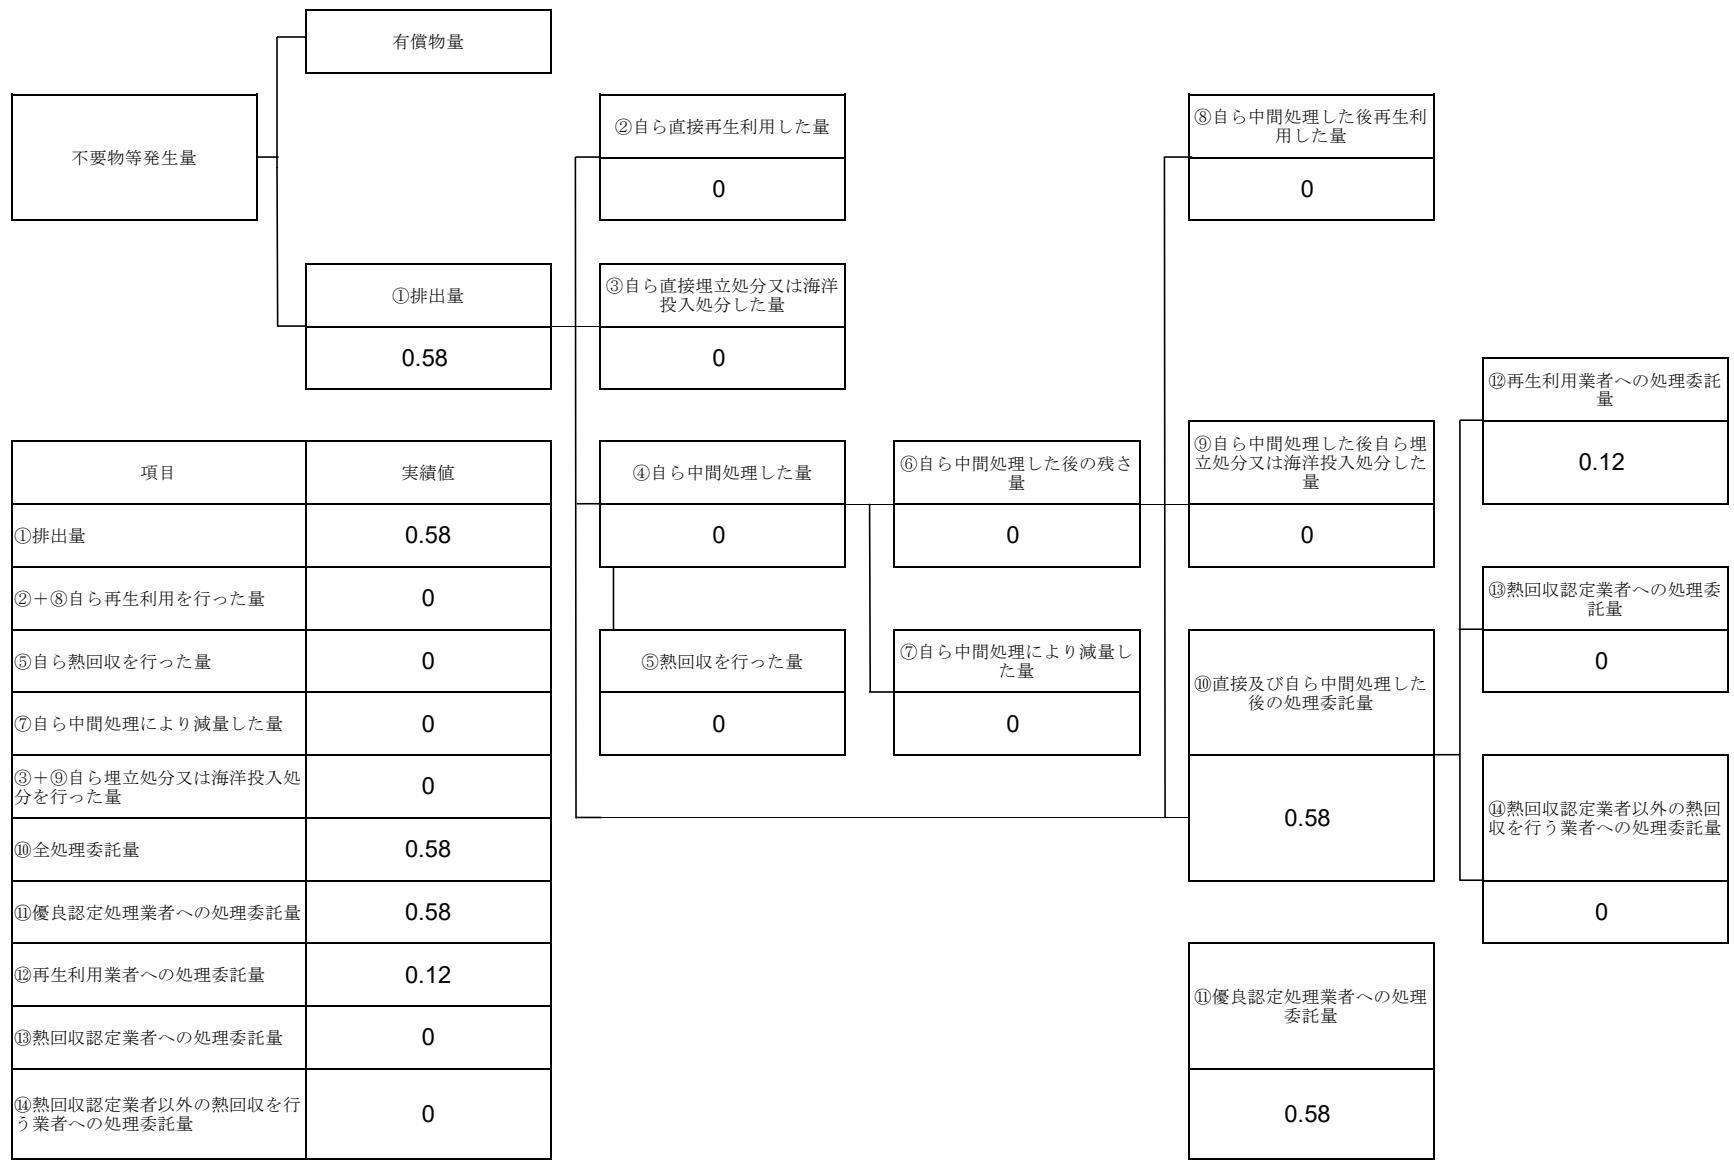 有償物量
不要物等発生量
①排出量
0.58
②自ら直接再生利用した量
0
③自ら直接埋立処分又は海洋
投入処分した量
0
④自ら中間処理した量
0
⑤熱回収を行った量
0
⑥自ら中間処理した後の残さ
量
0
⑦自ら中間処理により減量し
た量
0
⑧自ら中間処理した後再生利
用した量
0
⑨自ら中間処理した後自ら埋
立処分又は海洋投入処分した
量
0
⑩直接及び自ら中間処理した
後の処理委託量
0.58
⑪優良認定処理業者への処理
委託量
0.58
⑫再生利用業者への処理委託
量
0.12
⑬熱回収認定業者への処理委
託量
0
⑭熱回収認定業者以外の熱回
収を行う業者への処理委託量
0
項目 実績値
①排出量 0.58
②＋⑧自ら再生利用を行った量 0
⑤自ら熱回収を行った量 0
⑦自ら中間処理により減量した量 0
③＋⑨自ら埋立処分又は海洋投入処
分を行った量 0
⑩全処理委託量 0.58
⑪優良認定処理業者への処理委託量 0.58
⑫再生利用業者への処理委託量 0.12
⑬熱回収認定業者への処理委託量 0
⑭熱回収認定業者以外の熱回収を行
う業者への処理委託量 0